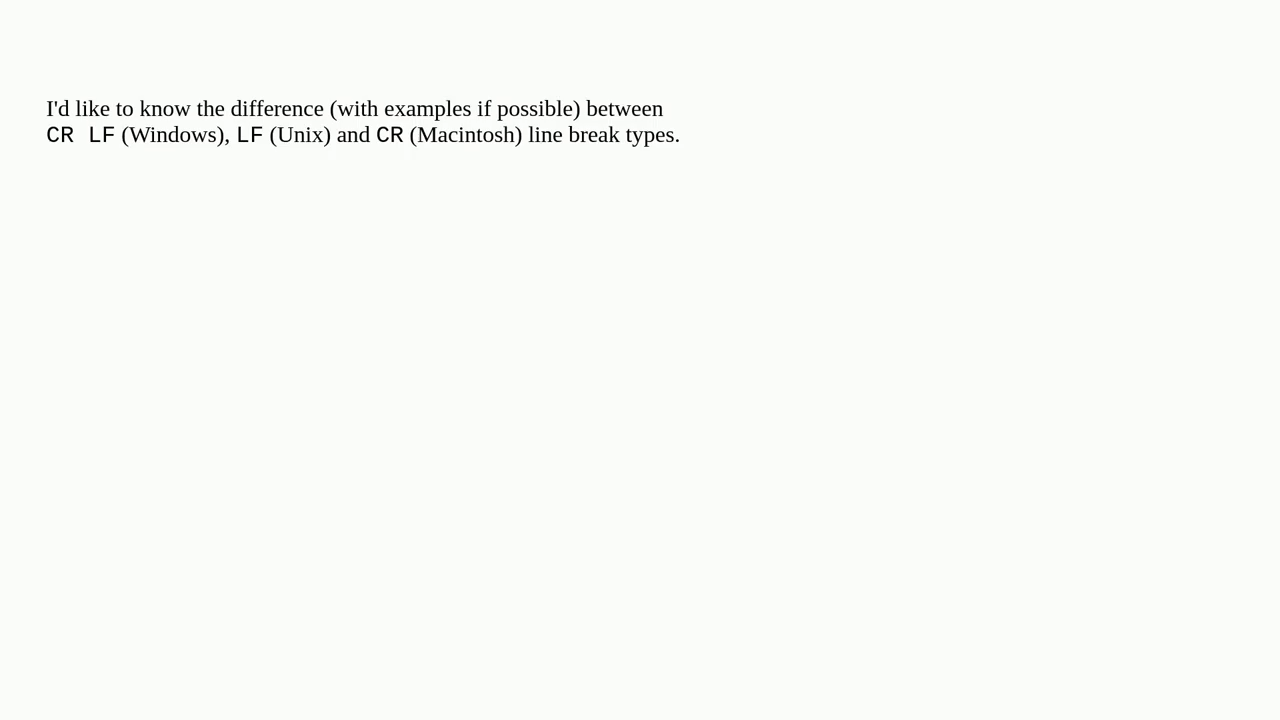 I'd like to know the difference (with examples if possible) between
CR LF (Windows), LF (Unix) and CR (Macintosh) line break types.